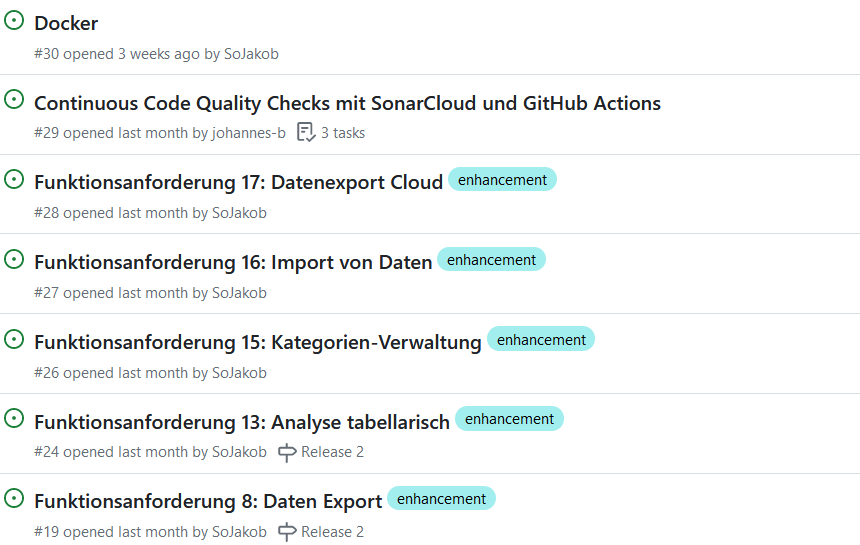 Docker
#30 opened 3 weeks ago by SoJakob
Continuous Code Quality Checks mit SonarCloud und GitHub Actions
#29 opened last month by johannes-b 3 tasks
Funktionsanforderung 17: Datenexport Cloud enhancement
#28 opened last month by SoJakob
Funktionsanforderung 16: Import von Daten enhancement
#27 opened last month by SoJakob
Funktionsanforderung 15: Kategorien-Verwaltung enhancement
#26 opened last month by SoJakob
Funktionsanforderung 13: Analyse tabellarisch enhancement
#24 opened last month by SoJakob Release 2
Funktionsanforderung 8: Daten Export enhancement
#19 opened last month by SoJakob Release 2